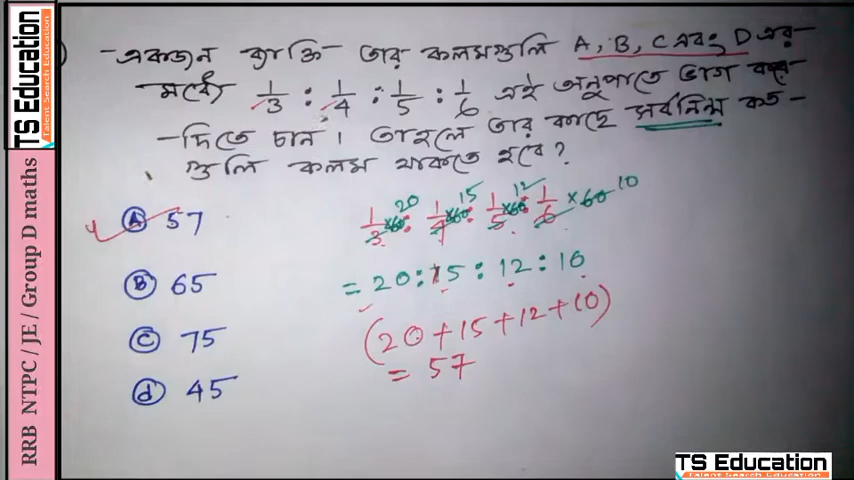 TS Education
Talent Search Education
RRB NTPC / JE / Group D maths
একজন ব্যক্তি তার কলমগুলি A, B, C এবং D এর
মধ্যে 1/3 : 1/4 : 1/5 : 1/6 এই অনুপাতে ভাগ করে
দিতে চান। তাহলে তার কাছে সর্বনিম্ন কত-
গুলি কলম থাকতে হবে?
(A) 57
(B) 65
(C) 75
(d) 45
1/3 ×60 20 : 1/4 ×60 15 : 1/5 ×60 12 : 1/6 × 60 10
= 20 : 15 : 12 : 10
(20 + 15 + 12 + 10)
= 57
TS Education
Talent Search Education